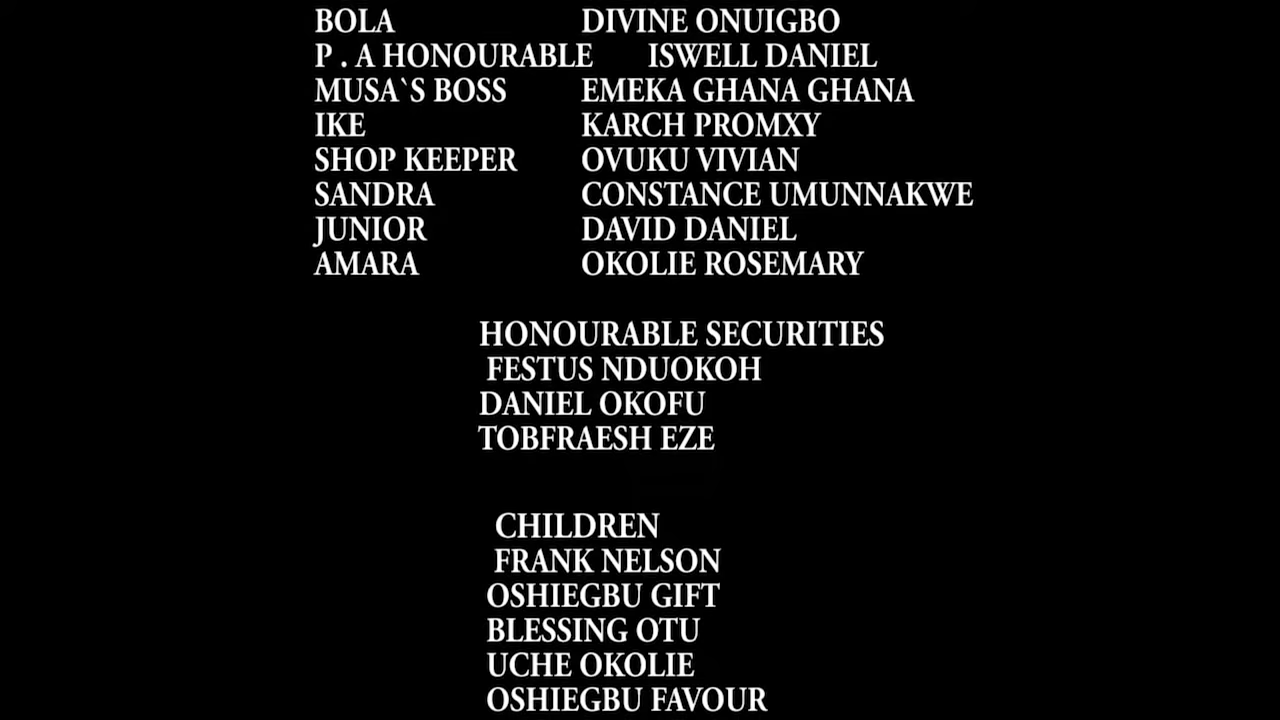 BOLA DIVINE ONUIGBO
P . A HONOURABLE ISWELL DANIEL
MUSA`S BOSS EMEKA GHANA GHANA
IKE KARCH PROMXY
SHOP KEEPER OVUKU VIVIAN
SANDRA CONSTANCE UMUNNAKWE
JUNIOR DAVID DANIEL
AMARA OKOLIE ROSEMARY
HONOURABLE SECURITIES
FESTUS NDUOKOH
DANIEL OKOFU
TOBFRAESH EZE
CHILDREN
FRANK NELSON
OSHIEGBU GIFT
BLESSING OTU
UCHE OKOLIE
OSHIEGBU FAVOUR